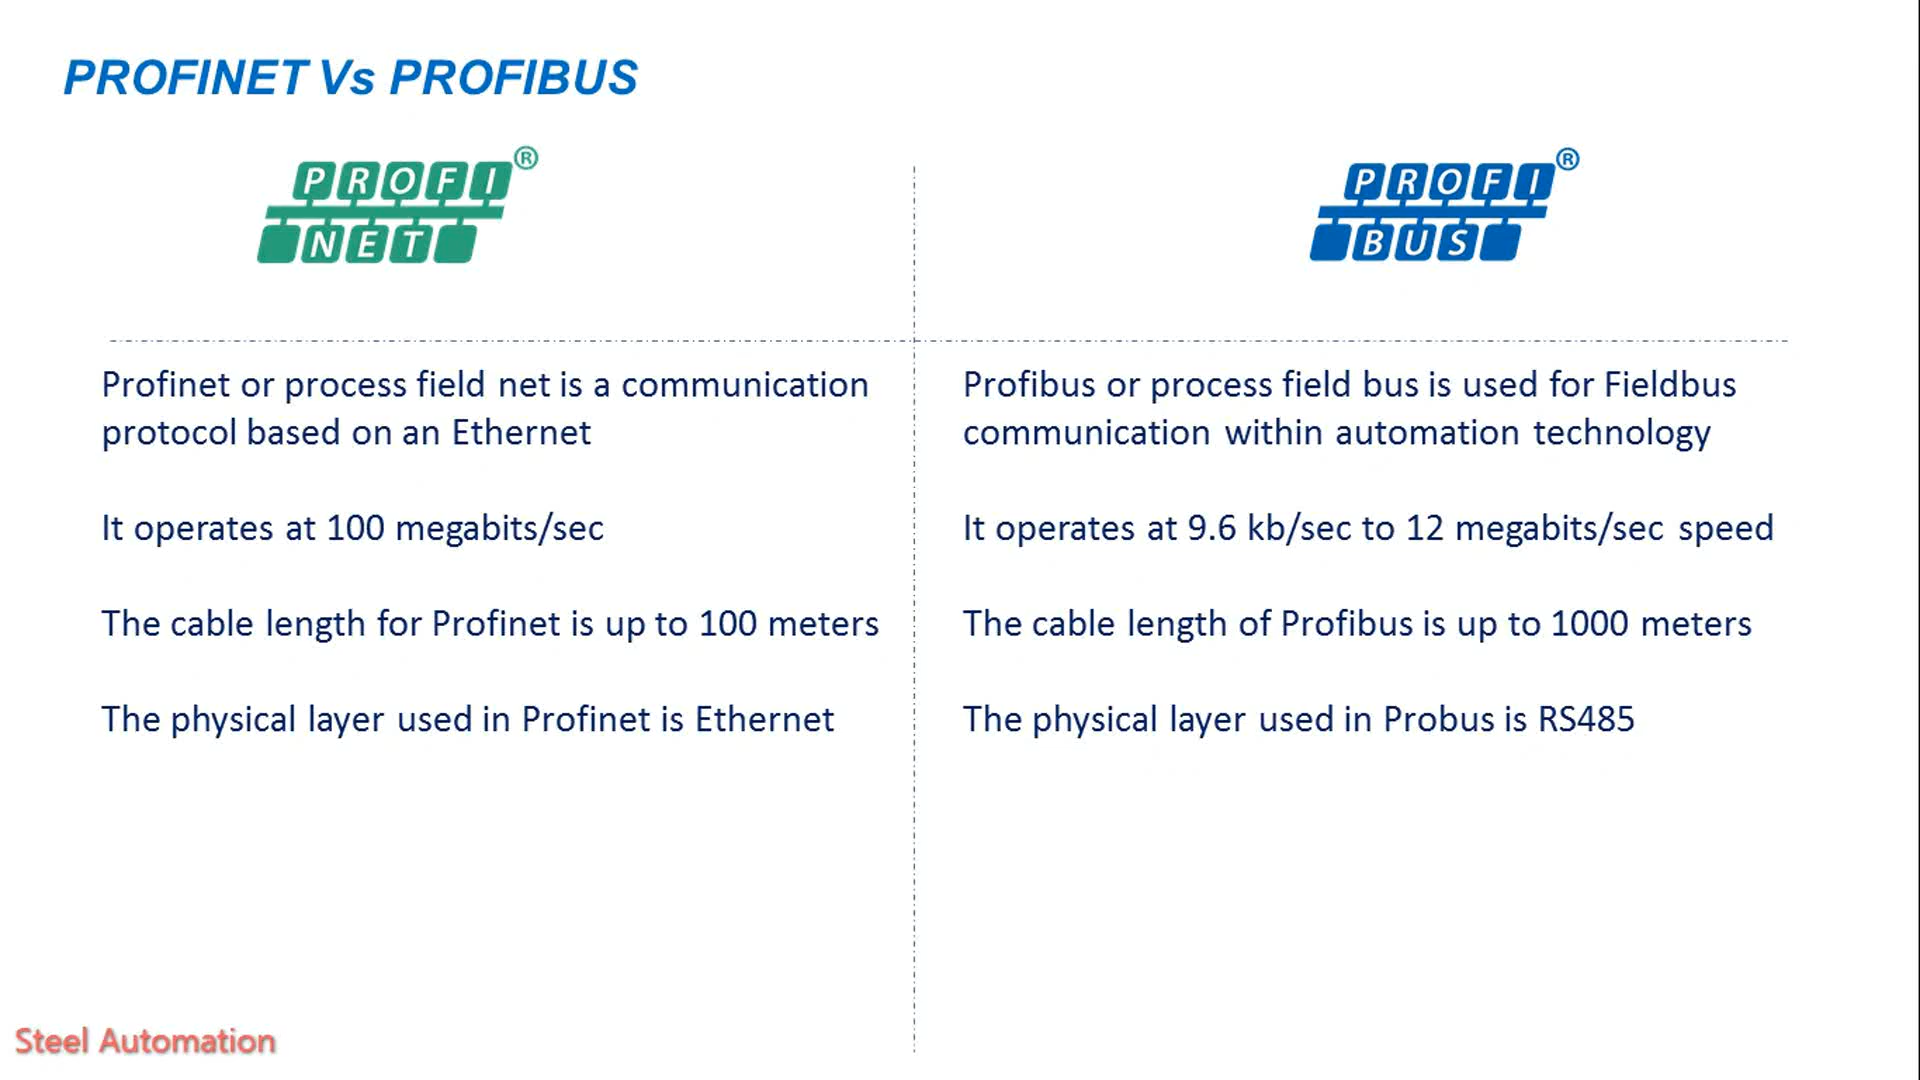 PROFINET Vs PROFIBUS
PROFI®
NET
PROFI®
BUS
Profinet or process field net is a communication
protocol based on an Ethernet
It operates at 100 megabits/sec
The cable length for Profinet is up to 100 meters
The physical layer used in Profinet is Ethernet
Profibus or process field bus is used for Fieldbus
communication within automation technology
It operates at 9.6 kb/sec to 12 megabits/sec speed
The cable length of Profibus is up to 1000 meters
The physical layer used in Probus is RS485
Steel Automation